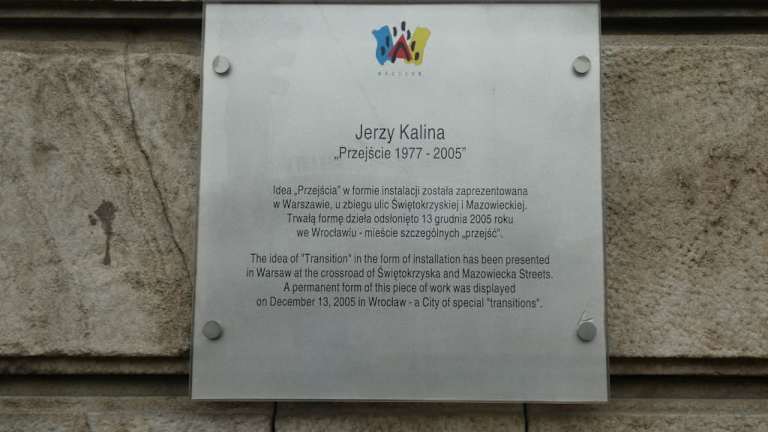 WROCŁAW
Jerzy Kalina
„Przejście 1977 - 2005”
Idea „Przejścia” w formie instalacji została zaprezentowana
w Warszawie, u zbiegu ulic Świętokrzyskiej i Mazowieckiej.
Trwałą formę dzieła odsłonięto 13 grudnia 2005 roku
we Wrocławiu - mieście szczególnych „przejść”.
The idea of "Transition" in the form of installation has been presented
in Warsaw at the crossroad of Świętokrzyska and Mazowiecka Streets.
A permanent form of this piece of work was displayed
on December 13, 2005 in Wrocław - a City of special "transitions".